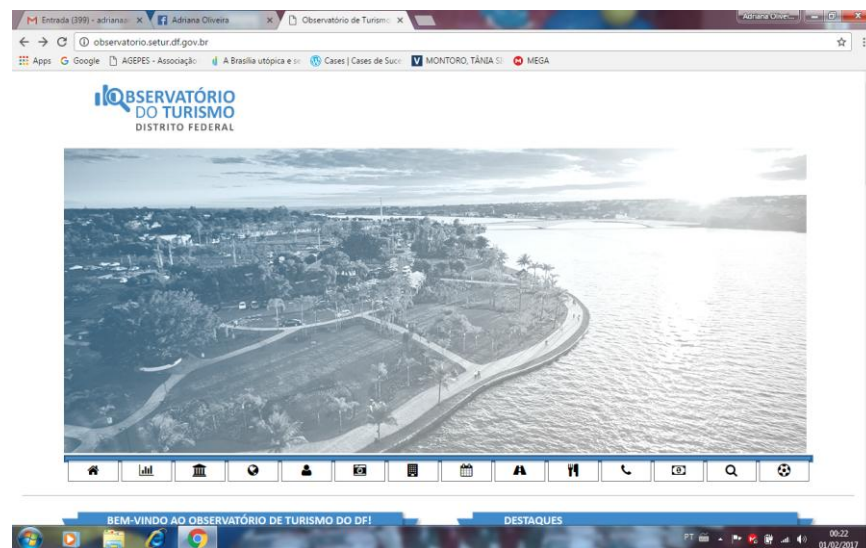 Entrada (399) - adrianas
Adriana Oliveira
Observatório de Turismo
Adriana Olivei...
observatorio.setur.df.gov.br
Apps
Google
AGEPES - Associação
A Brasília utópica e se
Cases | Cases de Suce
MONTORO, TÂNIA S
MEGA
OBSERVATÓRIO
DO TURISMO
DISTRITO FEDERAL
BEM-VINDO AO OBSERVATÓRIO DE TURISMO DO DF!
DESTAQUES
PT
00:22
01/02/2017